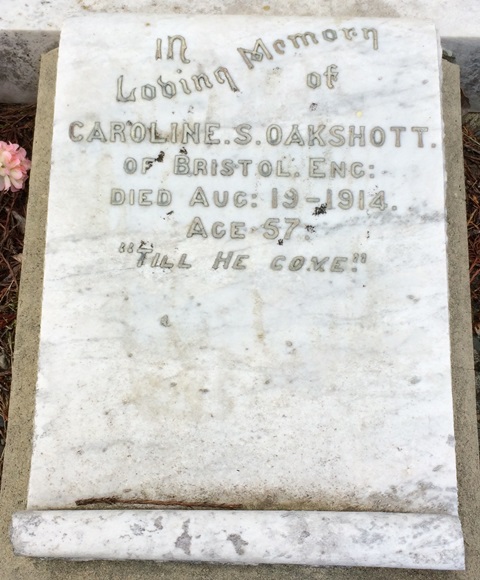 In
Loving Memory of
CAROLINE. S. OAKSHOTT.
OF BRISTOL. ENG:
DIED AUG: 19-1914.
AGE 57.
"TILL HE COME."